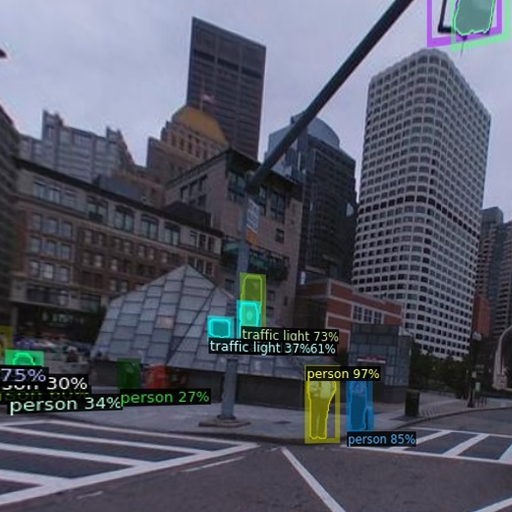 traffic light 73%
traffic light 37%61%
person 97%
75%
30%
person 34%
person 27%
person 85%